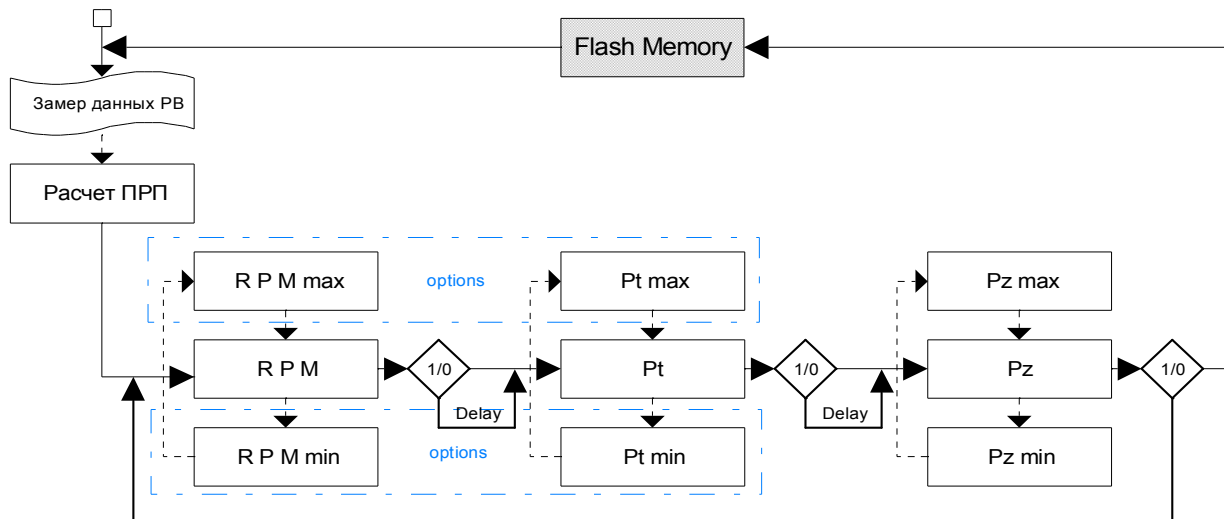 Flash Memory
Замер данных РВ
Расчет ПРП
R P M max
options
Pt max
Pz max
R P M
1/0
Pt
1/0
Pz
1/0
Delay
Delay
R P M min
options
Pt min
Pz min